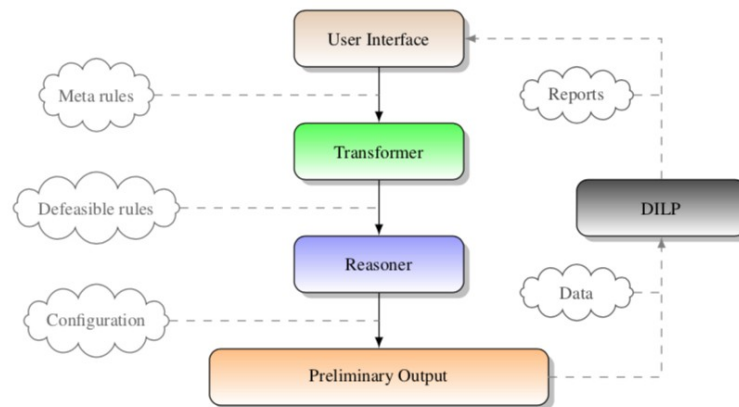 User Interface
Meta rules
Reports
Transformer
Defeasible rules
DILP
Reasoner
Configuration
Data
Preliminary Output